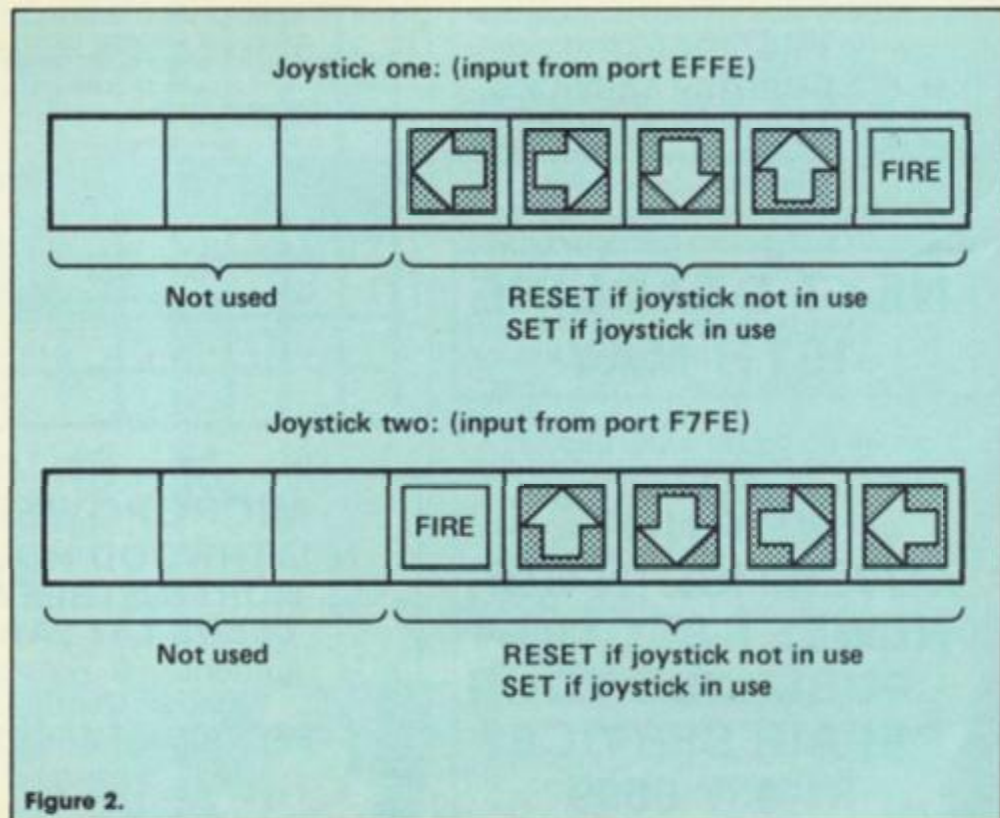 Joystick one: (input from port EFFE)
FIRE
Not used
RESET if joystick not in use
SET if joystick in use
Joystick two: (input from port F7FE)
FIRE
Not used
RESET if joystick not in use
SET if joystick in use
Figure 2.